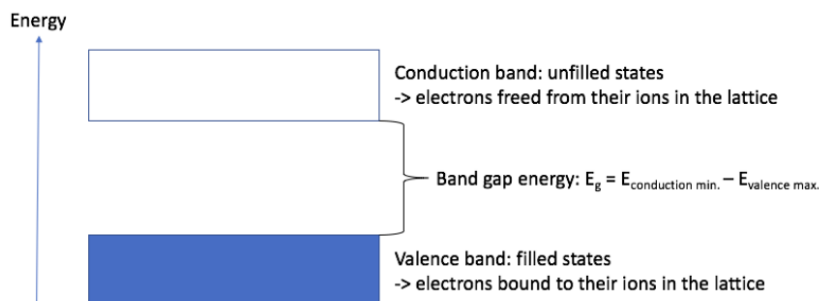 Energy
Conduction band: unfilled states
-> electrons freed from their ions in the lattice
Band gap energy: Eg = Econduction min. – Evalence max.
Valence band: filled states
-> electrons bound to their ions in the lattice